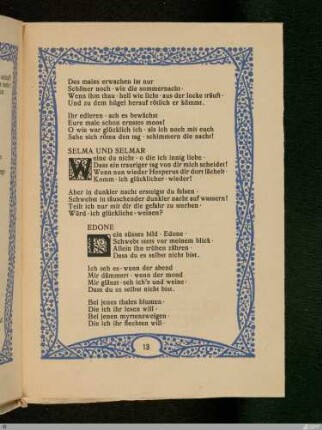 Des maies erwachen ist nur
Schöner noch · wie die sommernacht ·
Wenn ihm thau · hell wie licht · aus der locke träuft ·
Und zu dem hügel herauf rötlich er kömmt.
Ihr edleren · ach es bewächst
Eure male schon ernstes moos!
O wie war glücklich ich · als ich noch mit euch
Sahe sich röten den tag · schimmern die nacht!
SELMA UND SELMAR
Weine du nicht · o die ich innig liebe ·
Dass ein trauriger tag von dir mich scheidet!
Wenn nun wieder Hesperus dir dort lächelt ·
Komm · ich glücklicher · wieder!
Aber in dunkler nacht ersteigst du felsen ·
Schwebst in täuschender dunkler nacht auf wassern!
Teilt ich nur mit dir die gefahr zu sterben ·
Würd · ich glückliche · weinen?
EDONE
Dein süsses bild · Edone ·
Schwebt stets vor meinem blick ·
Allein ihn trüben zähren ·
Dass du es selbst nicht bist.
Ich seh es · wenn der abend
Mir dämmert · wenn der mond
Mir glänzt · seh ich's und weine ·
Dass du es selbst nicht bist.
Bei jenes thales blumen ·
Die ich ihr lesen will ·
Bei jenen myrtenzweigen ·
Die ich ihr flechten will ·
13